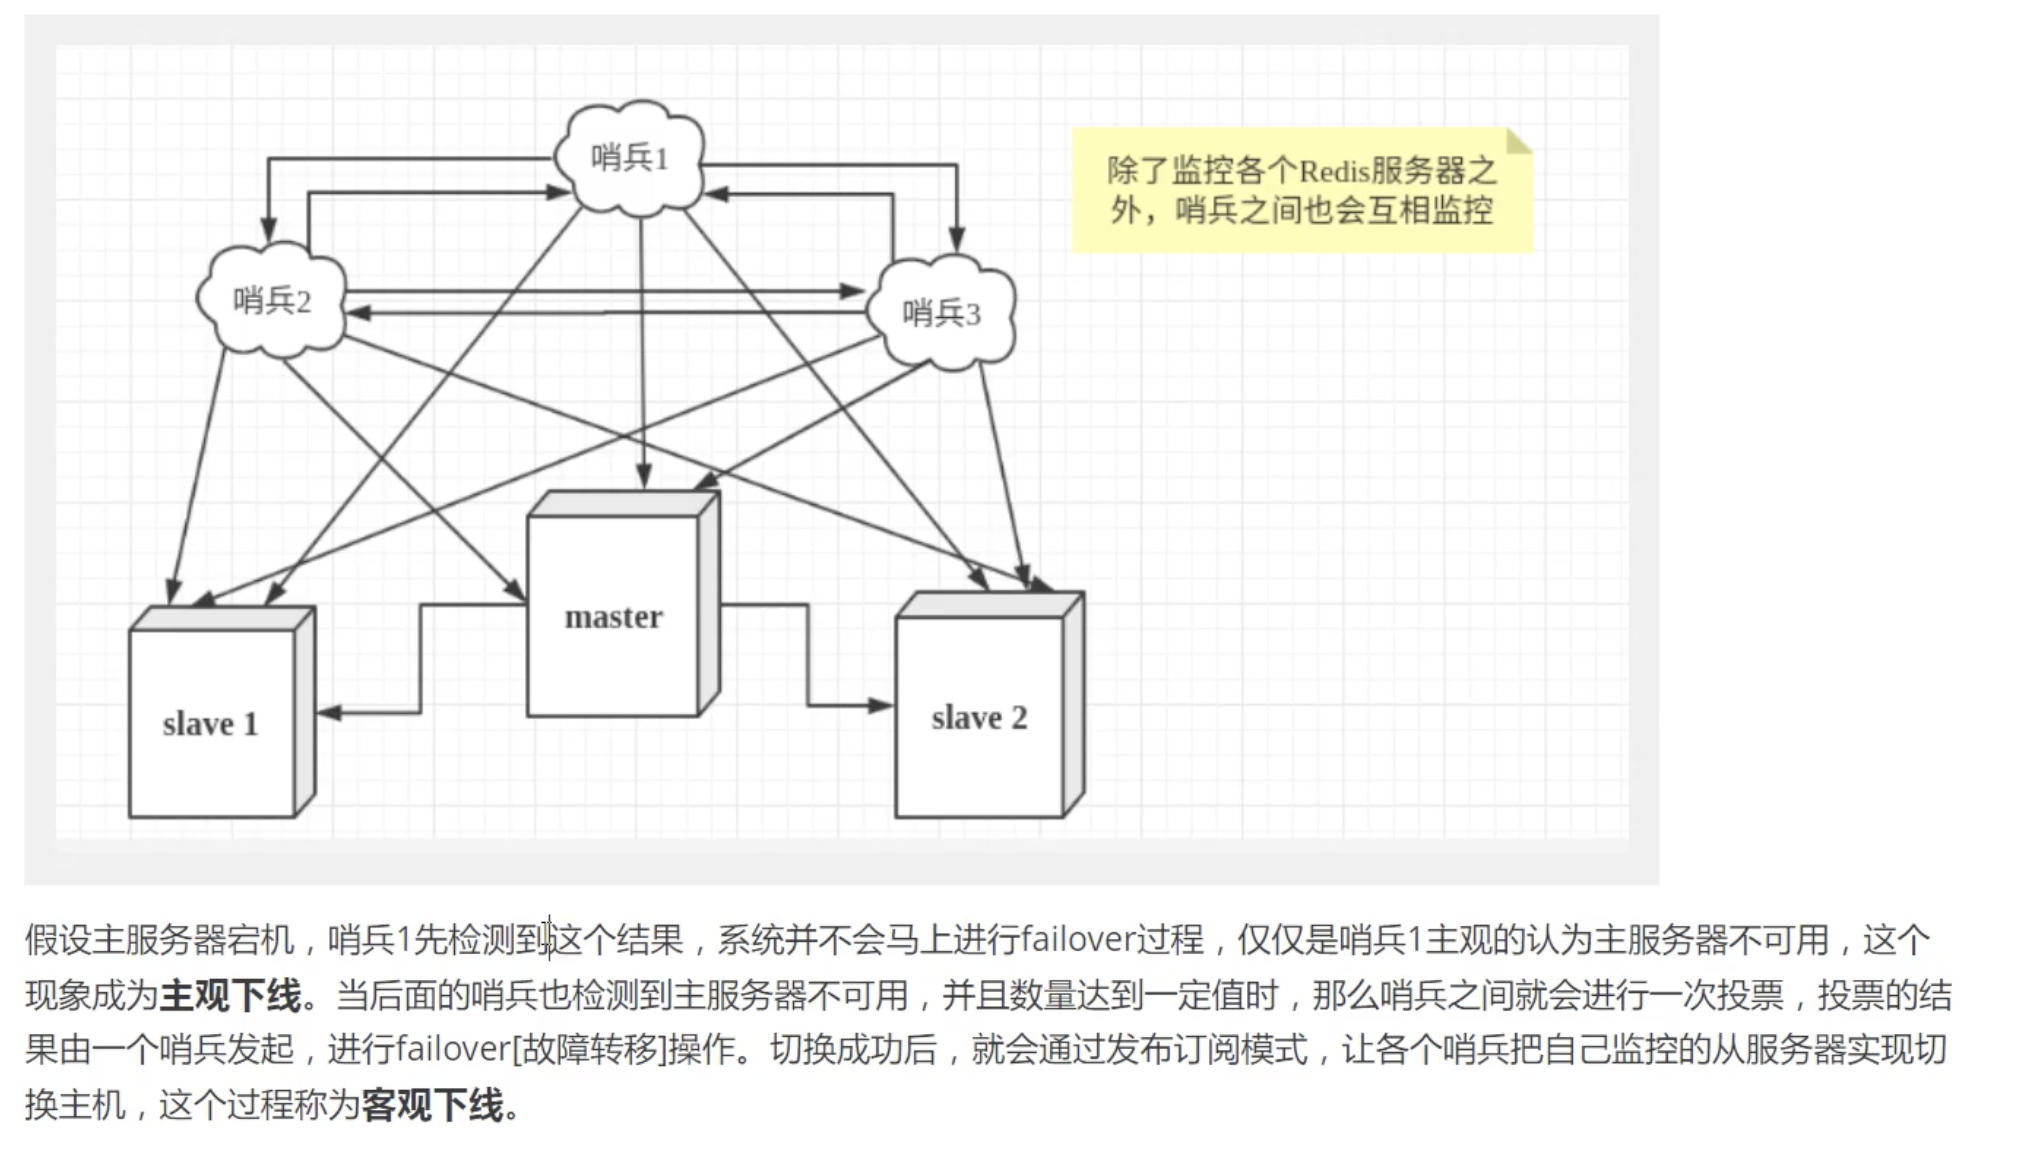 哨兵1
除了监控各个Redis服务器之
外，哨兵之间也会互相监控
哨兵2
哨兵3
master
slave 1
slave 2
假设主服务器宕机，哨兵1先检测到这个结果，系统并不会马上进行failover过程，仅仅是哨兵1主观的认为主服务器不可用，这个
现象成为主观下线。当后面的哨兵也检测到主服务器不可用，并且数量达到一定值时，那么哨兵之间就会进行一次投票，投票的结
果由一个哨兵发起，进行failover[故障转移]操作。切换成功后，就会通过发布订阅模式，让各个哨兵把自己监控的从服务器实现切
换主机，这个过程称为客观下线。